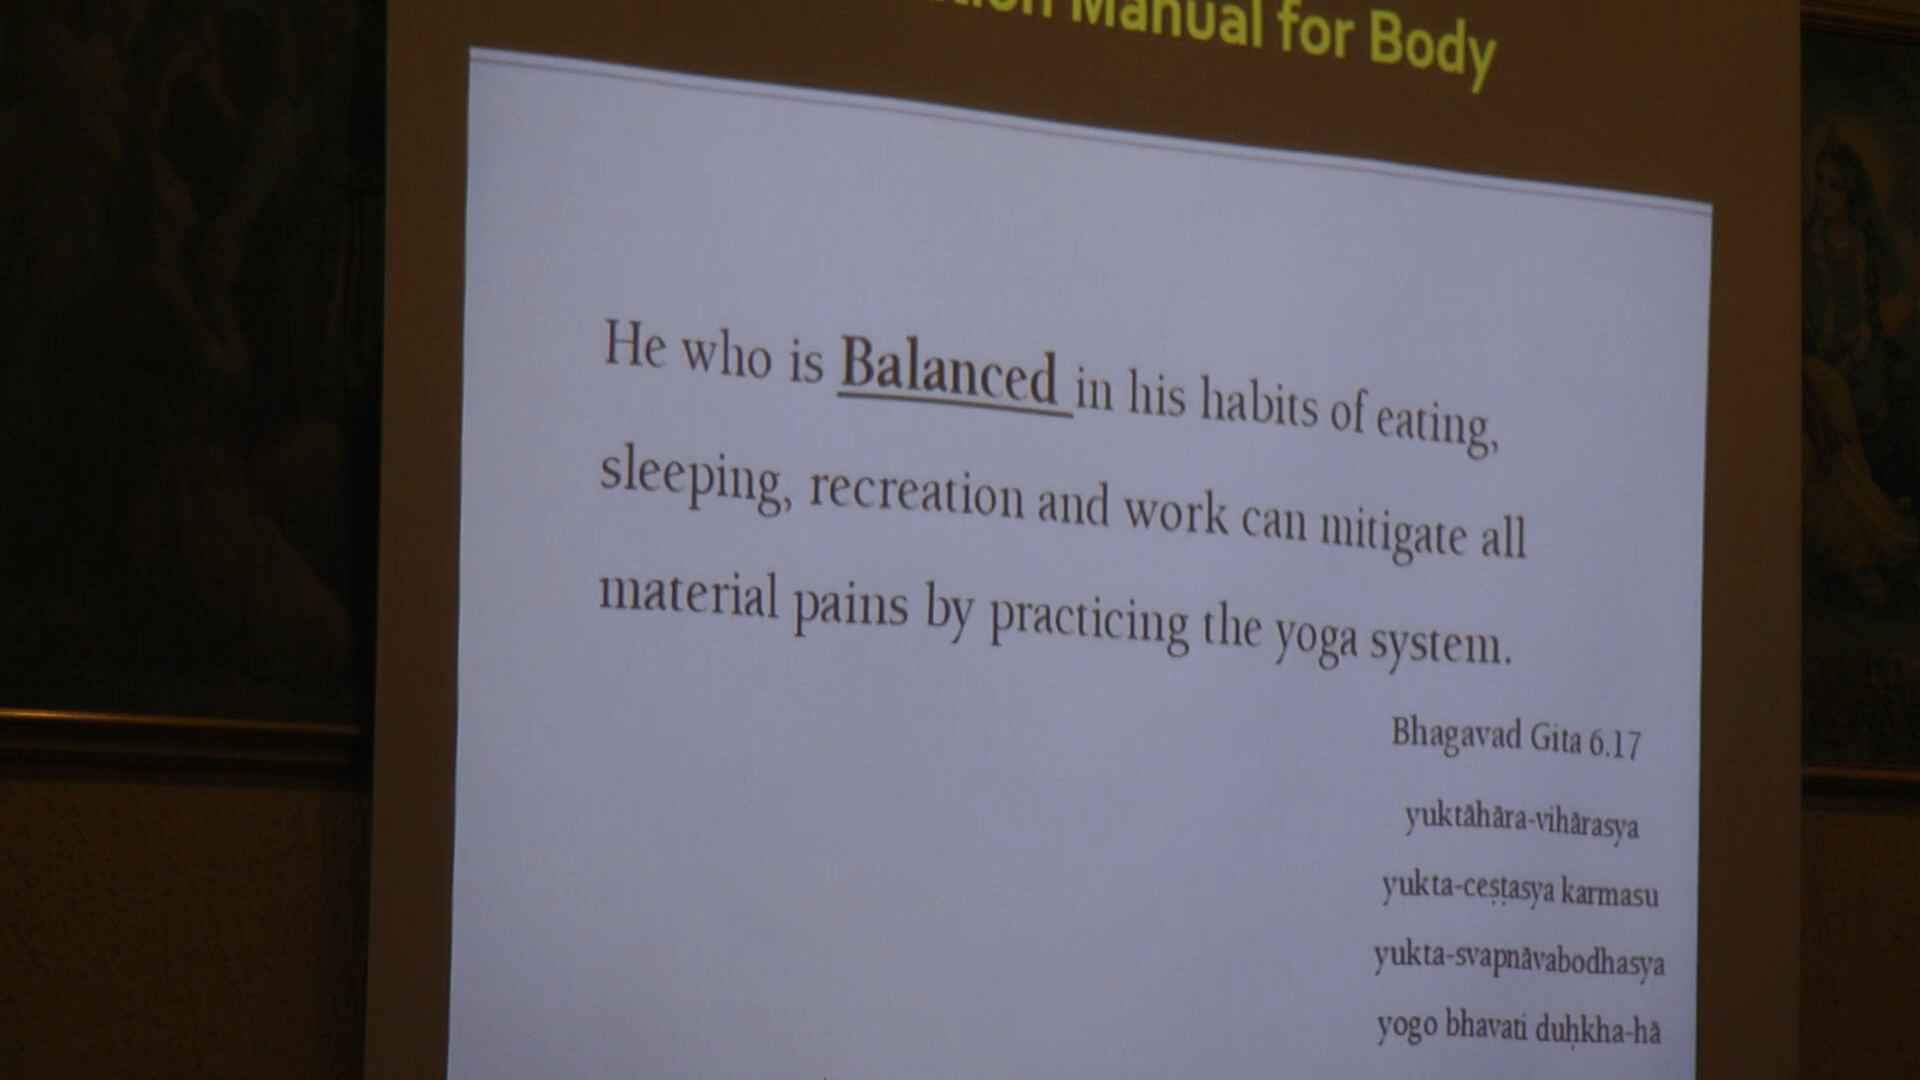 Manual for Body
He who is Balanced in his habits of eating,
sleeping, recreation and work can mitigate all
material pains by practicing the yoga system.
Bhagavad Gita 6.17
yuktāhāra-vihārasya
yukta-ceṣṭasya karmasu
yukta-svapnāvabodhasya
yogo bhavati duḥkha-hā